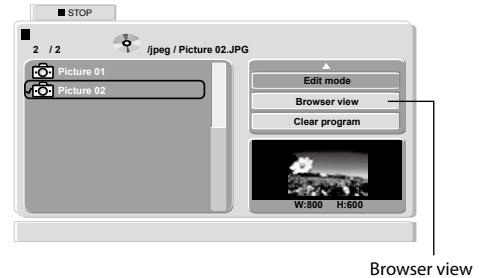 STOP
2 / 2 /jpeg / Picture 02.JPG
Picture 01
Picture 02
Edit mode
Browser view
Clear program
W:800 H:600
Browser view